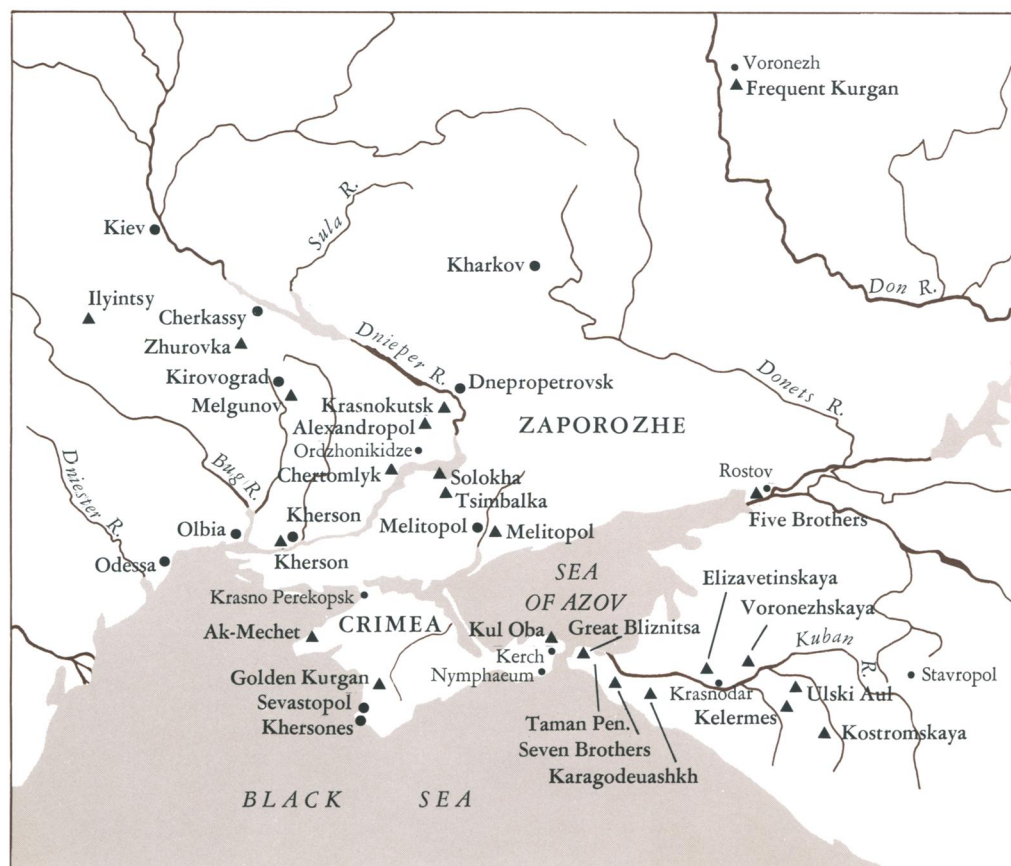 Voronezh
Frequent Kurgan
Sula R.
Kiev
Kharkov
Don R.
Ilyintsy
Cherkassy
Zhurovka
Dnieper R.
Donets R.
Kirovograd
Dnepropetrovsk
Melgunov
Krasnokutsk
Alexandropol
ZAPOROZHE
Ordzhonikidze
Chertomlyk
Solokha
Tsimbalka
Rostov
Five Brothers
Dniester R.
Bug R.
Olbia
Kherson
Kherson
Melitopol
Melitopol
Odessa
SEA
OF AZOV
Elizavetinskaya
Krasno Perekopsk
Voronezhskaya
CRIMEA
Ak-Mechet
Kul Oba
Great Bliznitsa
Kuban R.
Kerch
Nymphaeum
Stavropol
Golden Kurgan
Krasnodar
Ulski Aul
Sevastopol
Kelermes
Khersones
Taman Pen.
Kostromskaya
Seven Brothers
Karagodeuashkh
BLACK SEA